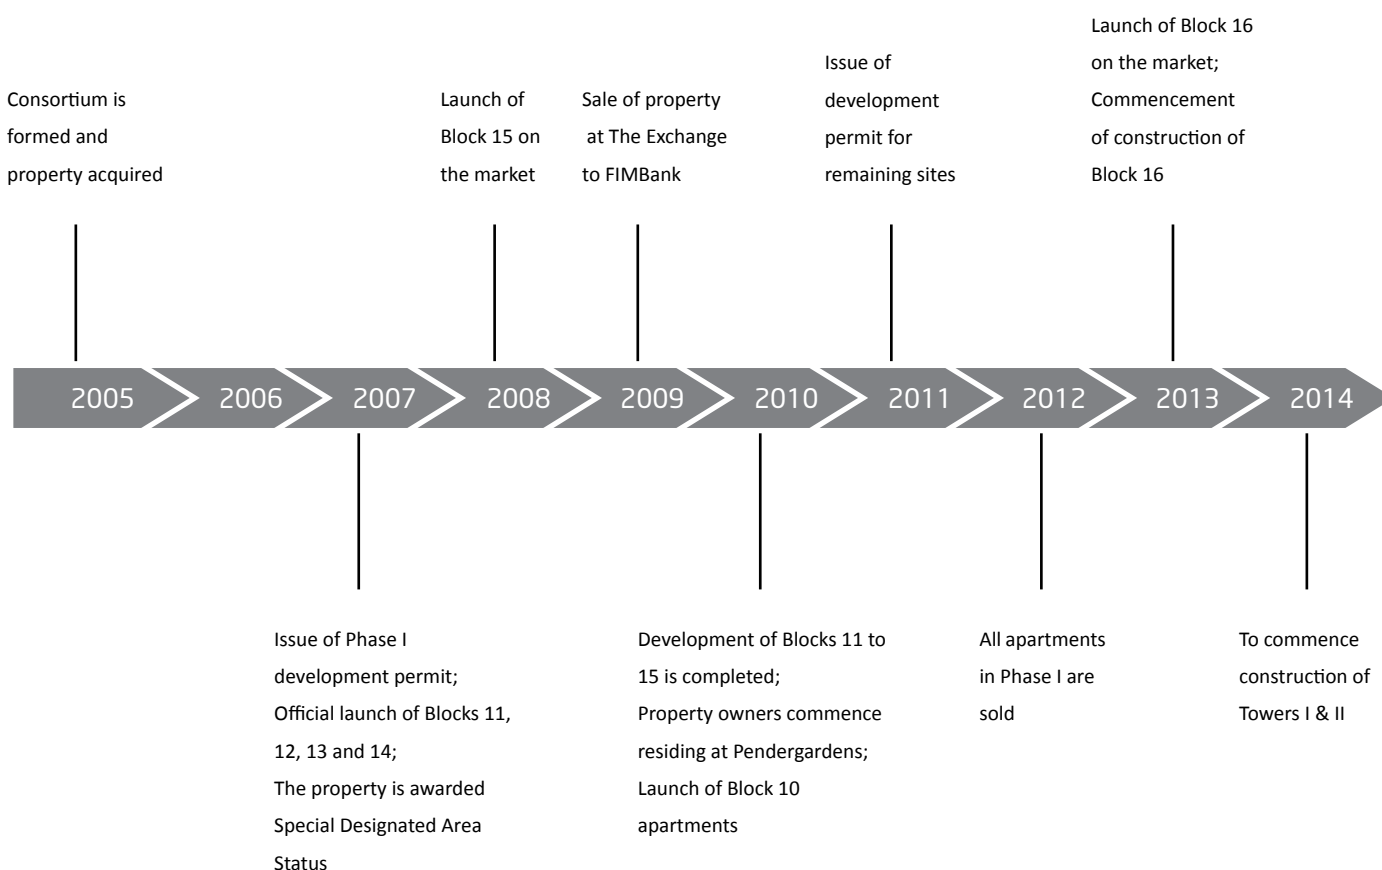 Consortium is
formed and
property acquired
Launch of
Block 15 on
the market
Sale of property
at The Exchange
to FIMBank
Issue of
development
permit for
remaining sites
Launch of Block 16
on the market;
Commencement
of construction of
Block 16
2005
2006
2007
2008
2009
2010
2011
2012
2013
2014
Issue of Phase I
development permit;
Official launch of Blocks 11,
12, 13 and 14;
The property is awarded
Special Designated Area
Status
Development of Blocks 11 to
15 is completed;
Property owners commence
residing at Pendergardens;
Launch of Block 10
apartments
All apartments
in Phase I are
sold
To commence
construction of
Towers I & II